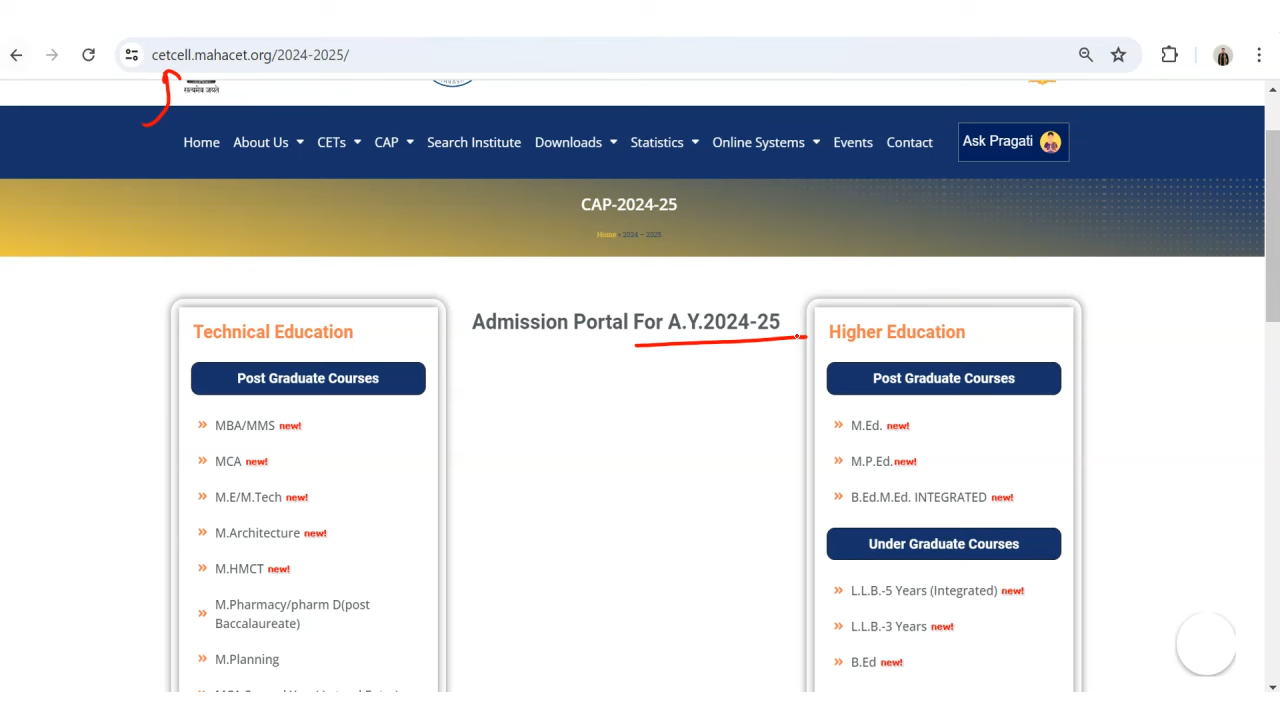 cetcell.mahacet.org/2024-2025/
सत्यमेव जयते
Home About Us CETs CAP Search Institute Downloads Statistics Online Systems Events Contact Ask Pragati
CAP-2024-25
Home » 2024 – 2025
Admission Portal For A.Y.2024-25
Technical Education
Post Graduate Courses
MBA/MMS new!
MCA new!
M.E/M.Tech new!
M.Architecture new!
M.HMCT new!
M.Pharmacy/pharm D(post
Baccalaureate)
M.Planning
Higher Education
Post Graduate Courses
M.Ed. new!
M.P.Ed.new!
B.Ed.M.Ed. INTEGRATED new!
Under Graduate Courses
L.L.B.-5 Years (Integrated) new!
L.L.B.-3 Years new!
B.Ed new!